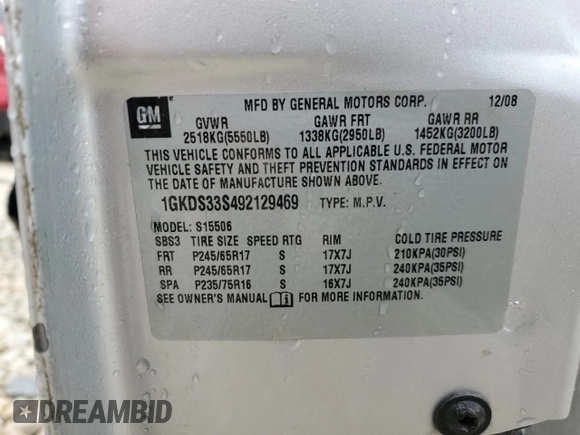 GM
MFD BY GENERAL MOTORS CORP. 12/08
GVWR GAWR FRT GAWR RR
2518KG(5550LB) 1338KG(2950LB) 1452KG(3200LB)
THIS VEHICLE CONFORMS TO ALL APPLICABLE U.S. FEDERAL MOTOR
VEHICLE SAFETY AND THEFT PREVENTION STANDARDS IN EFFECT ON
THE DATE OF MANUFACTURE SHOWN ABOVE.
1GKDS33S492129469 TYPE: M.P.V.
MODEL: S15506
SBS3 TIRE SIZE SPEED RTG RIM COLD TIRE PRESSURE
FRT P245/65R17 S 17X7J 210KPA(30PSI)
RR P245/65R17 S 17X7J 240KPA(35PSI)
SPA P235/75R16 S 16X7J 240KPA(35PSI)
SEE OWNER'S MANUAL FOR MORE INFORMATION.
DREAMBID